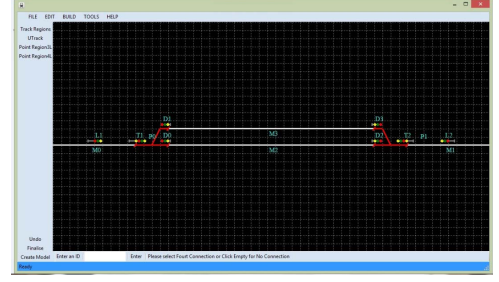 FILE EDIT BUILD TOOLS HELP
Track Regions
UTrack
Point Region3L
Point Region4L
D1
D3
L1
T1
P0
D0
M3
D2
T2
P1
L2
M0
M2
M1
Undo
Finalise
Create Model Enter an ID Enter Please select Fourt Connection or Click Empty for No Connection
Ready